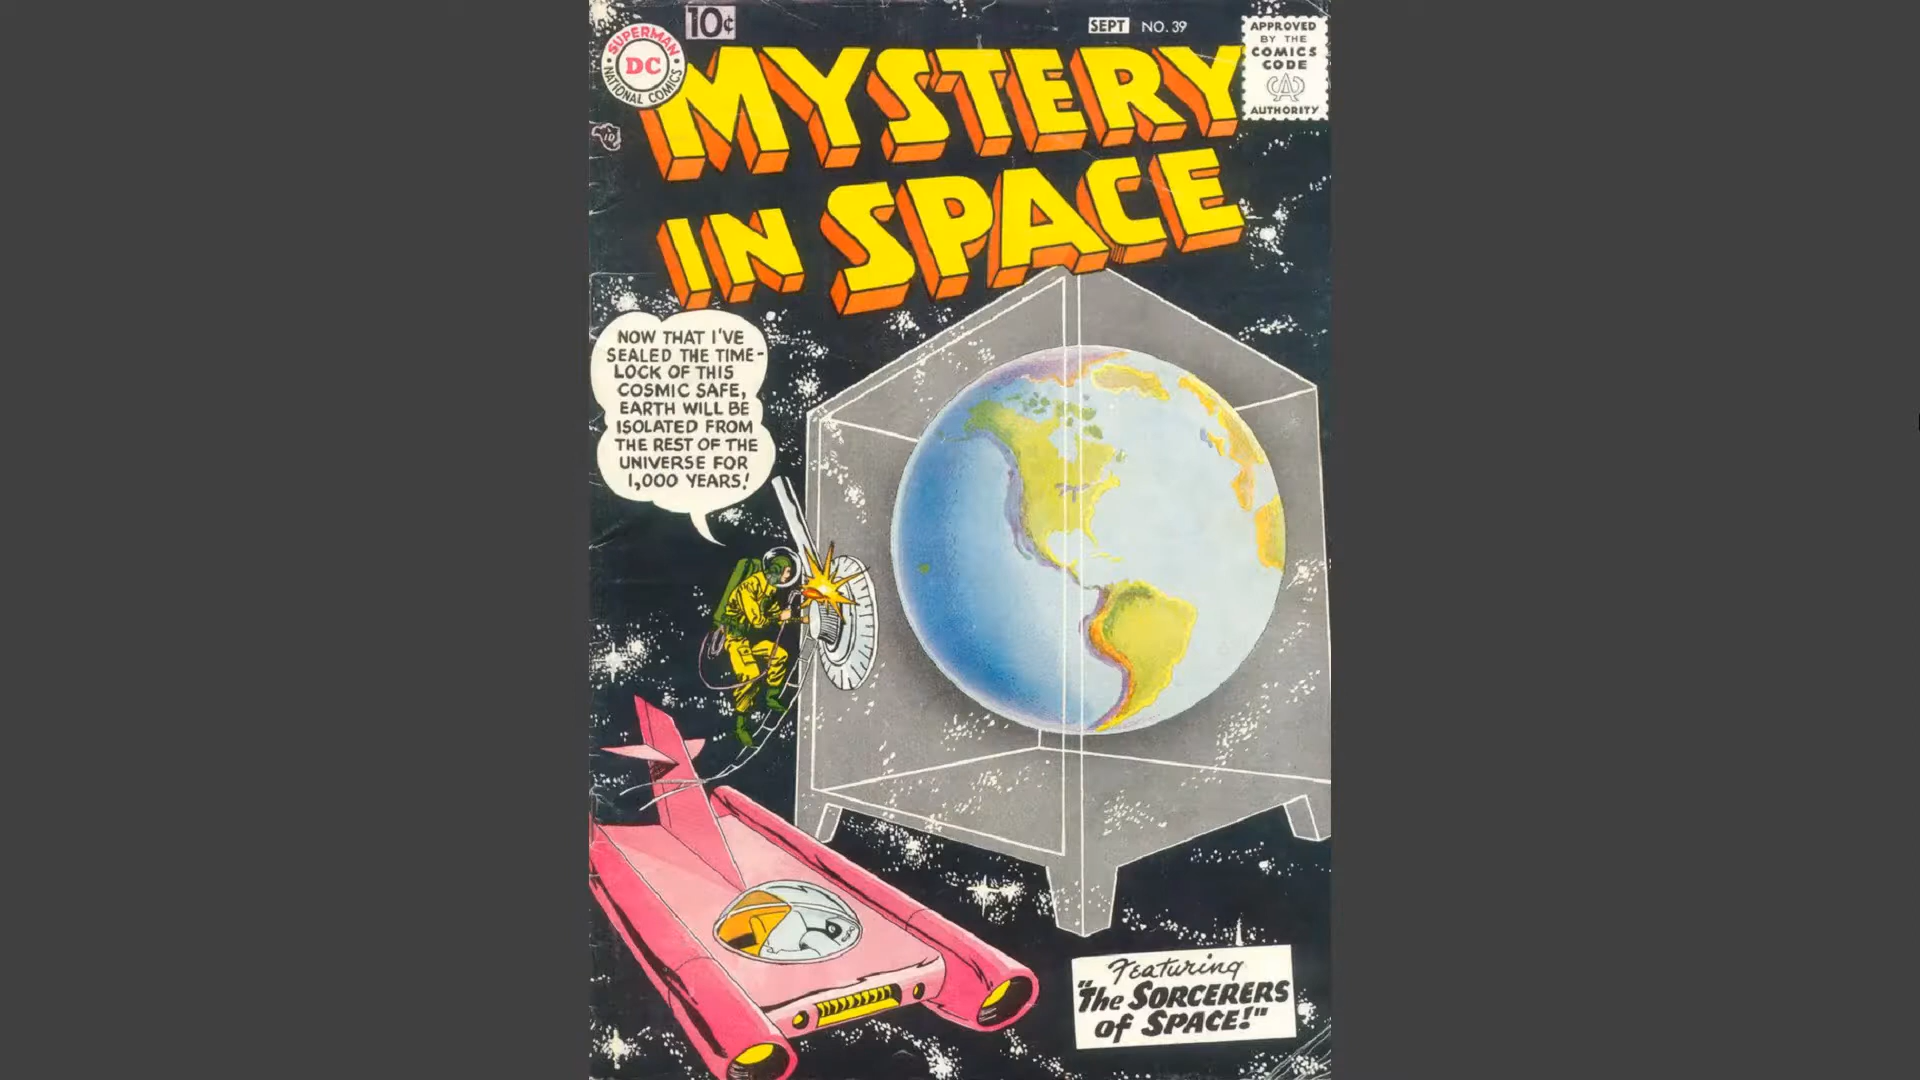 10¢
SEPT NO. 39
SUPERMAN
DC
NATIONAL COMICS
APPROVED
BY THE
COMICS
CODE
CA
AUTHORITY
MYSTERY
IN SPACE
NOW THAT I'VE
SEALED THE TIME-
LOCK OF THIS
COSMIC SAFE,
EARTH WILL BE
ISOLATED FROM
THE REST OF THE
UNIVERSE FOR
1,000 YEARS!
Featuring
"The SORCERERS
of SPACE!"